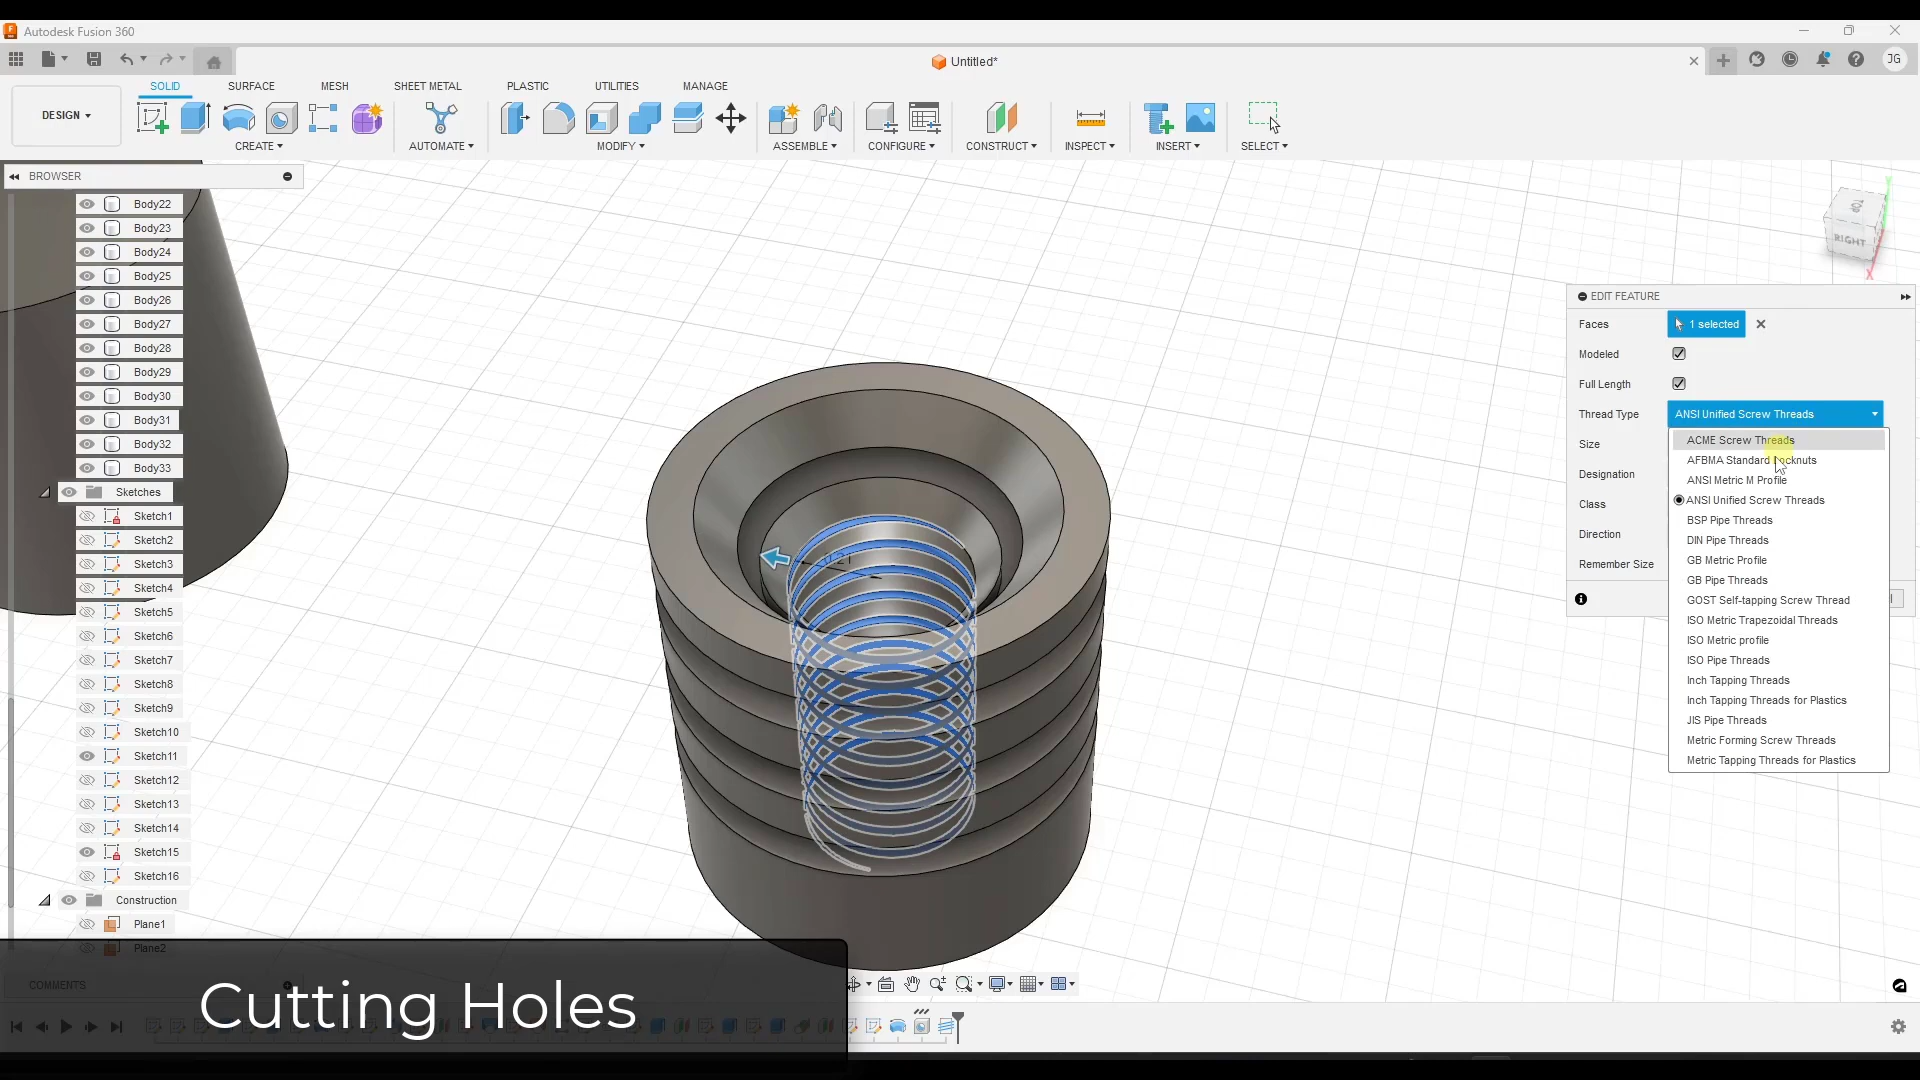 Autodesk Fusion 360
Untitled*
JG
SOLID
SURFACE
MESH
SHEET METAL
PLASTIC
UTILITIES
MANAGE
DESIGN
CREATE
AUTOMATE
MODIFY
ASSEMBLE
CONFIGURE
CONSTRUCT
INSPECT
INSERT
SELECT
BROWSER
Body22
Body23
Body24
Body25
Body26
Body27
Body28
Body29
Body30
Body31
Body32
Body33
Sketches
Sketch1
Sketch2
Sketch3
Sketch4
Sketch5
Sketch6
Sketch7
Sketch8
Sketch9
Sketch10
Sketch11
Sketch12
Sketch13
Sketch14
Sketch15
Sketch16
Construction
Plane1
Plane2
COMMENTS
Cutting Holes
TOP
RIGHT
X
EDIT FEATURE
Faces
1 selected
Modeled
Full Length
Thread Type
ANSI Unified Screw Threads
Size
Designation
Class
Direction
Remember Size
ACME Screw Threads
AFBMA Standard Locknuts
ANSI Metric M Profile
ANSI Unified Screw Threads
BSP Pipe Threads
DIN Pipe Threads
GB Metric Profile
GB Pipe Threads
GOST Self-tapping Screw Thread
ISO Metric Trapezoidal Threads
ISO Metric profile
ISO Pipe Threads
Inch Tapping Threads
Inch Tapping Threads for Plastics
JIS Pipe Threads
Metric Forming Screw Threads
Metric Tapping Threads for Plastics